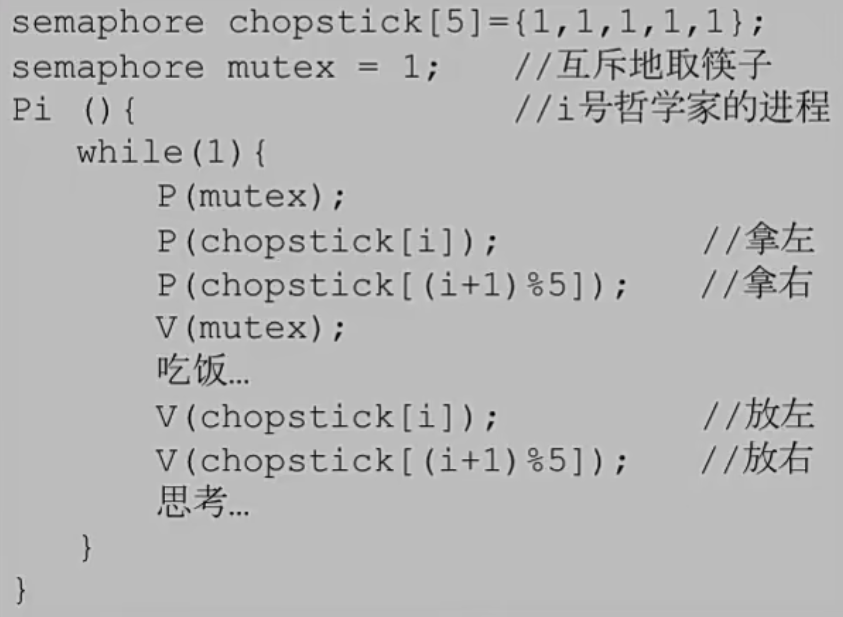 semaphore chopstick[5]={1,1,1,1,1};
semaphore mutex = 1;    //互斥地取筷子
Pi (){                  //i号哲学家的进程
    while(1){
        P(mutex);
        P(chopstick[i]);          //拿左
        P(chopstick[(i+1)%5]);    //拿右
        V(mutex);
        吃饭…
        V(chopstick[i]);          //放左
        V(chopstick[(i+1)%5]);    //放右
        思考…
    }
}